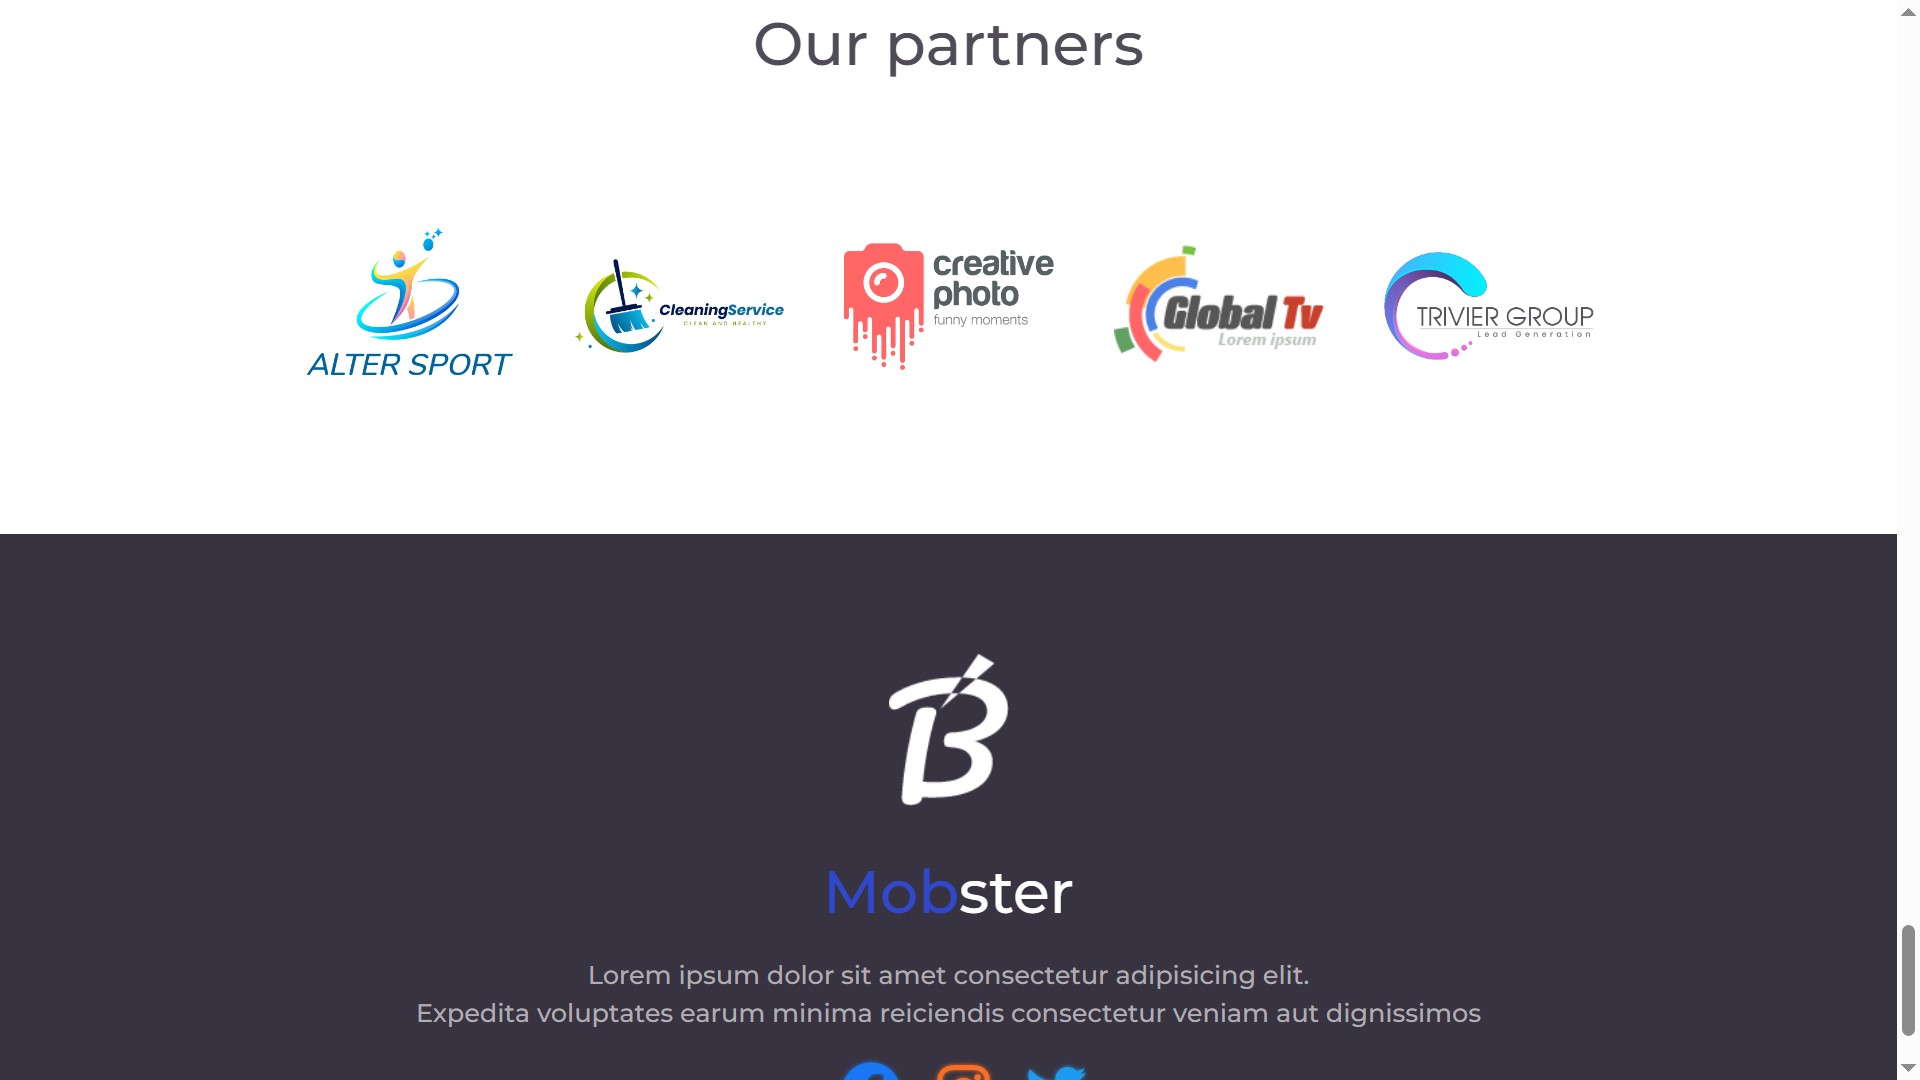 Our partners
ALTER SPORT
CleaningService
CLEAN AND HEALTHY
creative
photo
funny moments
Global Tv
Lorem ipsum
TRIVIER GROUP
Lead Generation
B
Mobster
Lorem ipsum dolor sit amet consectetur adipisicing elit.
Expedita voluptates earum minima reiciendis consectetur veniam aut dignissimos